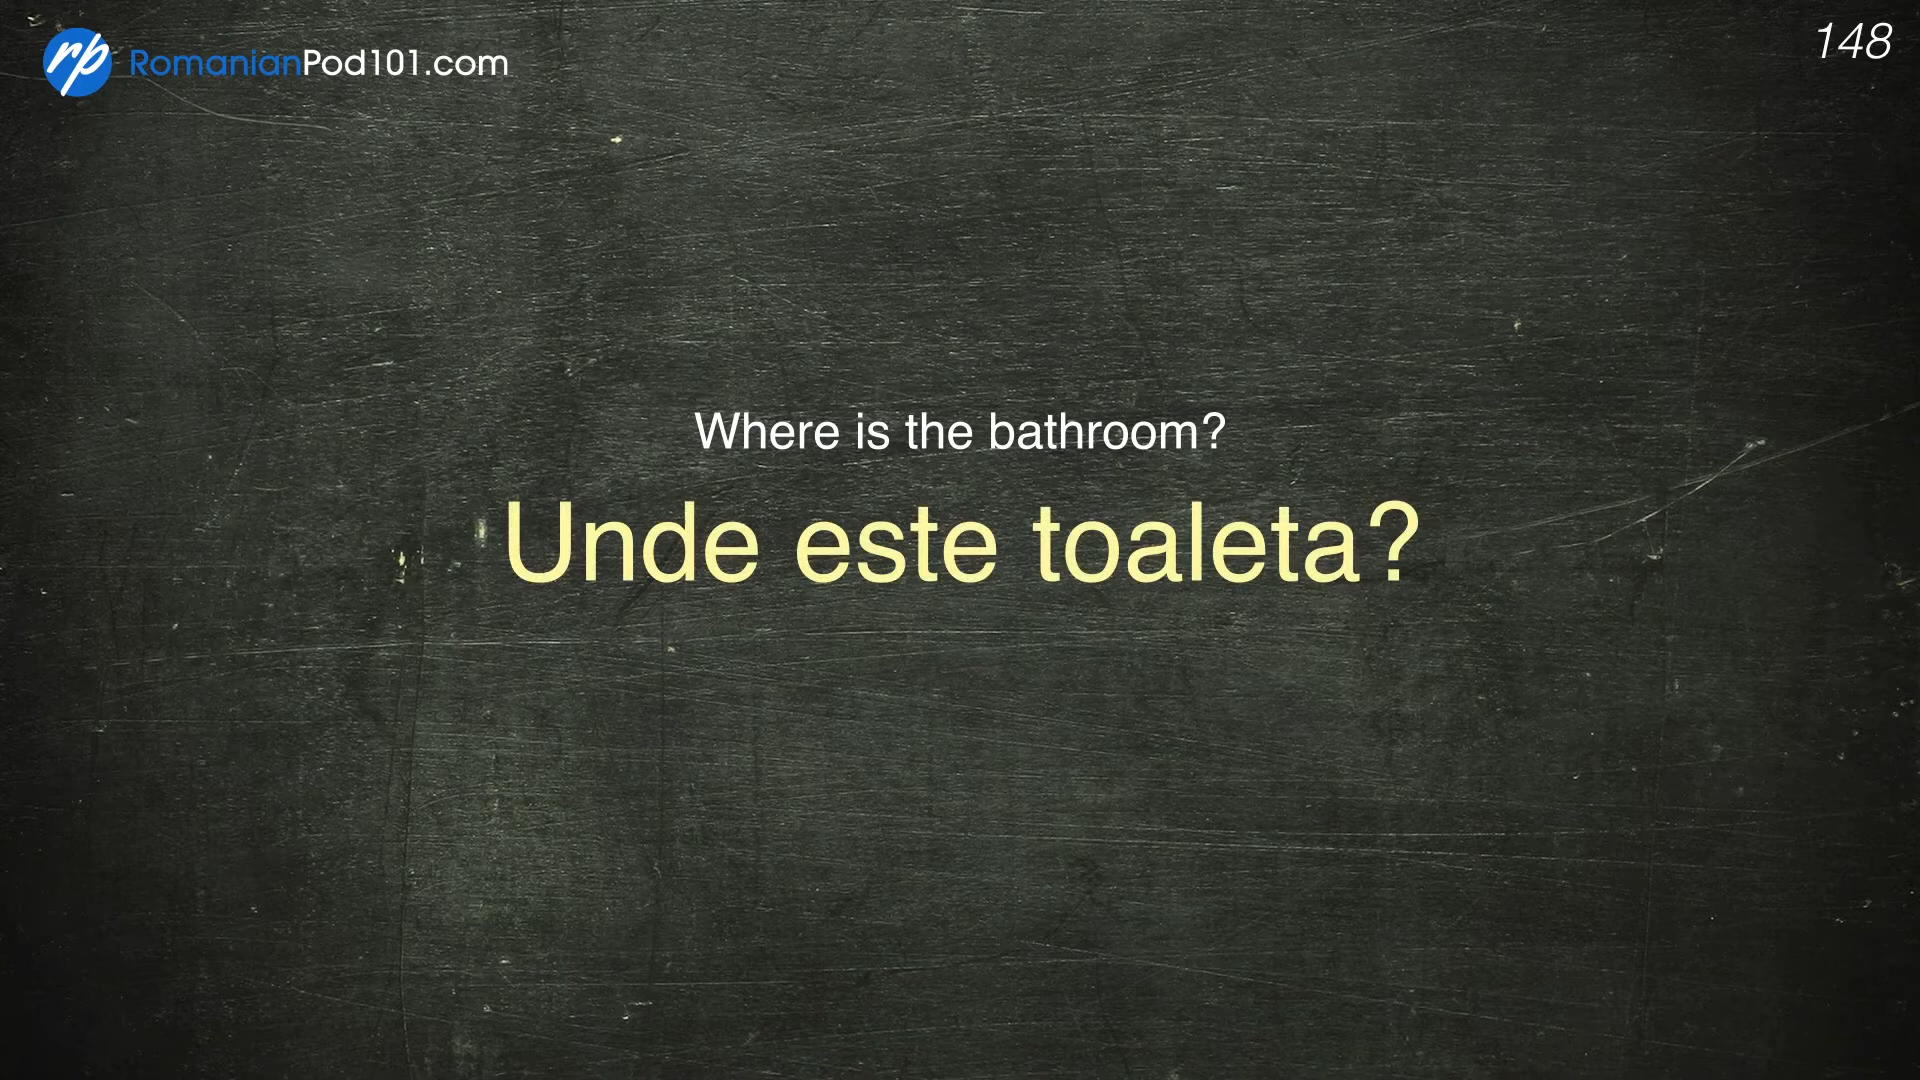 RomanianPod101.com
148
Where is the bathroom?
Unde este toaleta?